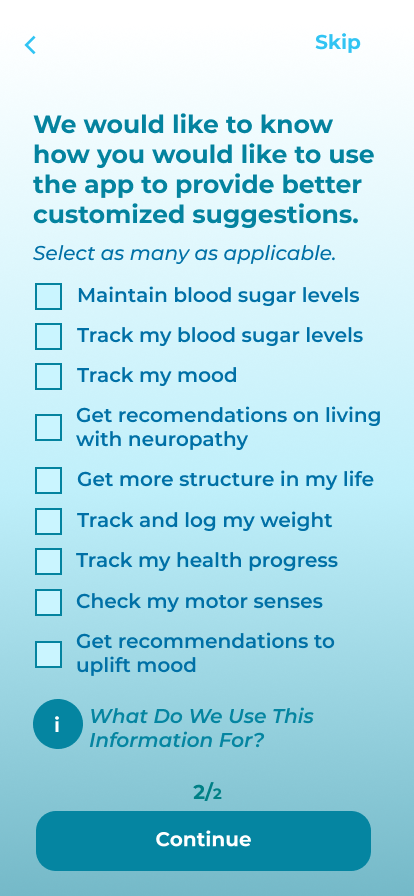 Skip
We would like to know
how you would like to use
the app to provide better
customized suggestions.
Select as many as applicable.
Maintain blood sugar levels
Track my blood sugar levels
Track my mood
Get recomendations on living
with neuropathy
Get more structure in my life
Track and log my weight
Track my health progress
Check my motor senses
Get recommendations to
uplift mood
i
What Do We Use This
Information For?
2/2
Continue